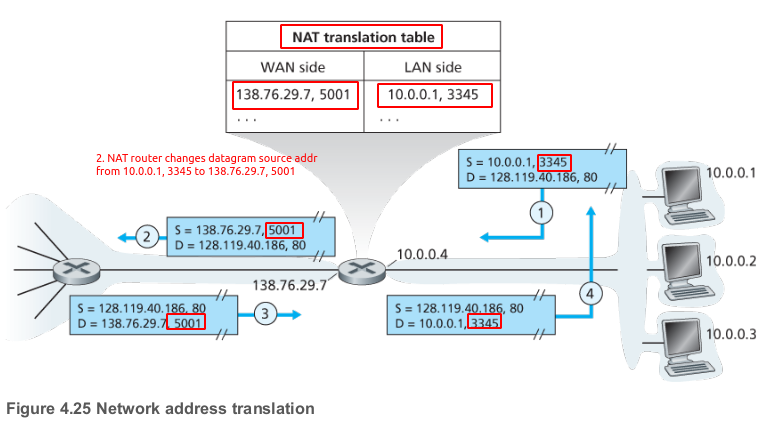 NAT translation table
WAN side LAN side
138.76.29.7, 5001 10.0.0.1, 3345
. . . . . .
2. NAT router changes datagram source addr
from 10.0.0.1, 3345 to 138.76.29.7, 5001
S = 10.0.0.1, 3345
D = 128.119.40.186, 80
10.0.0.1
1
S = 138.76.29.7, 5001
D = 128.119.40.186, 80
2
10.0.0.4
10.0.0.2
138.76.29.7
S = 128.119.40.186, 80
D = 138.76.29.7, 5001
3
S = 128.119.40.186, 80
D = 10.0.0.1, 3345
4
10.0.0.3
Figure 4.25 Network address translation